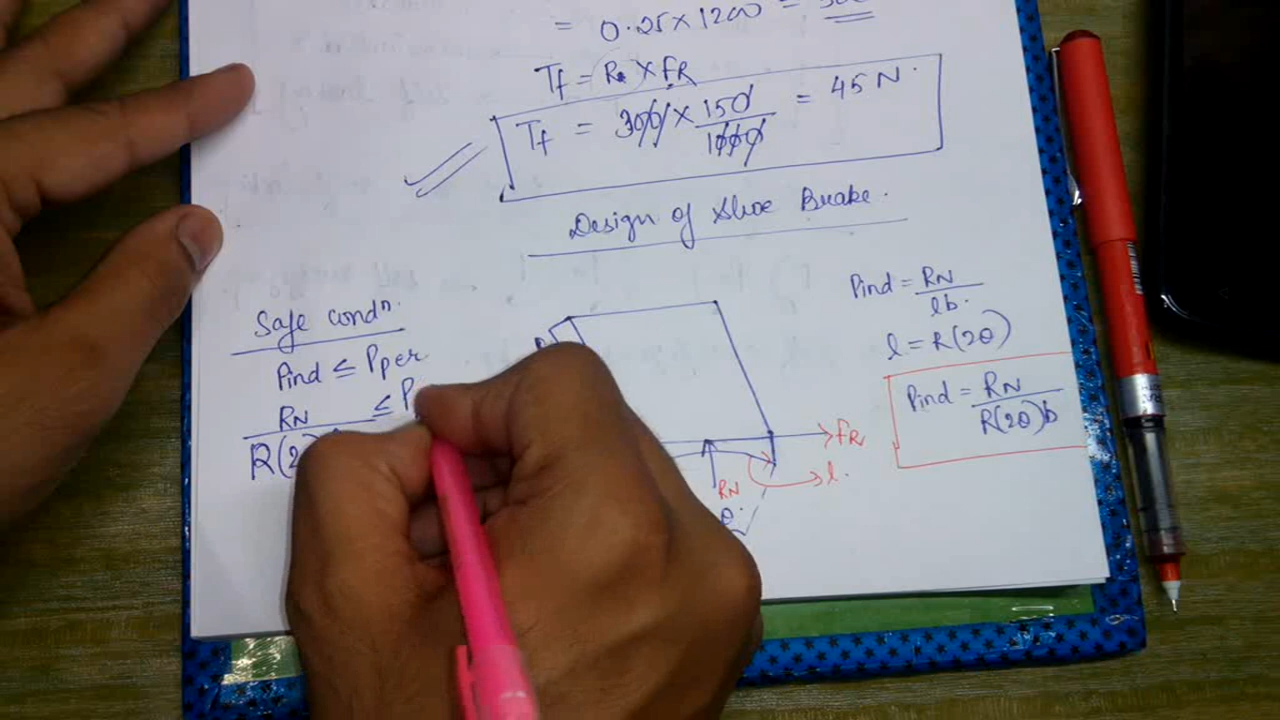 = 0.25 × 1200 =
Tf = R × fR
Tf = 300 × 150/1000 = 45 N.
Design of Shoe Brake.
Safe condn.
Pind ≤ Pper
RN/R(2 ≤ P
fR
RN
l.
θ
Pind = RN/lb.
l = R(2θ)
Pind = RN/R(2θ)b